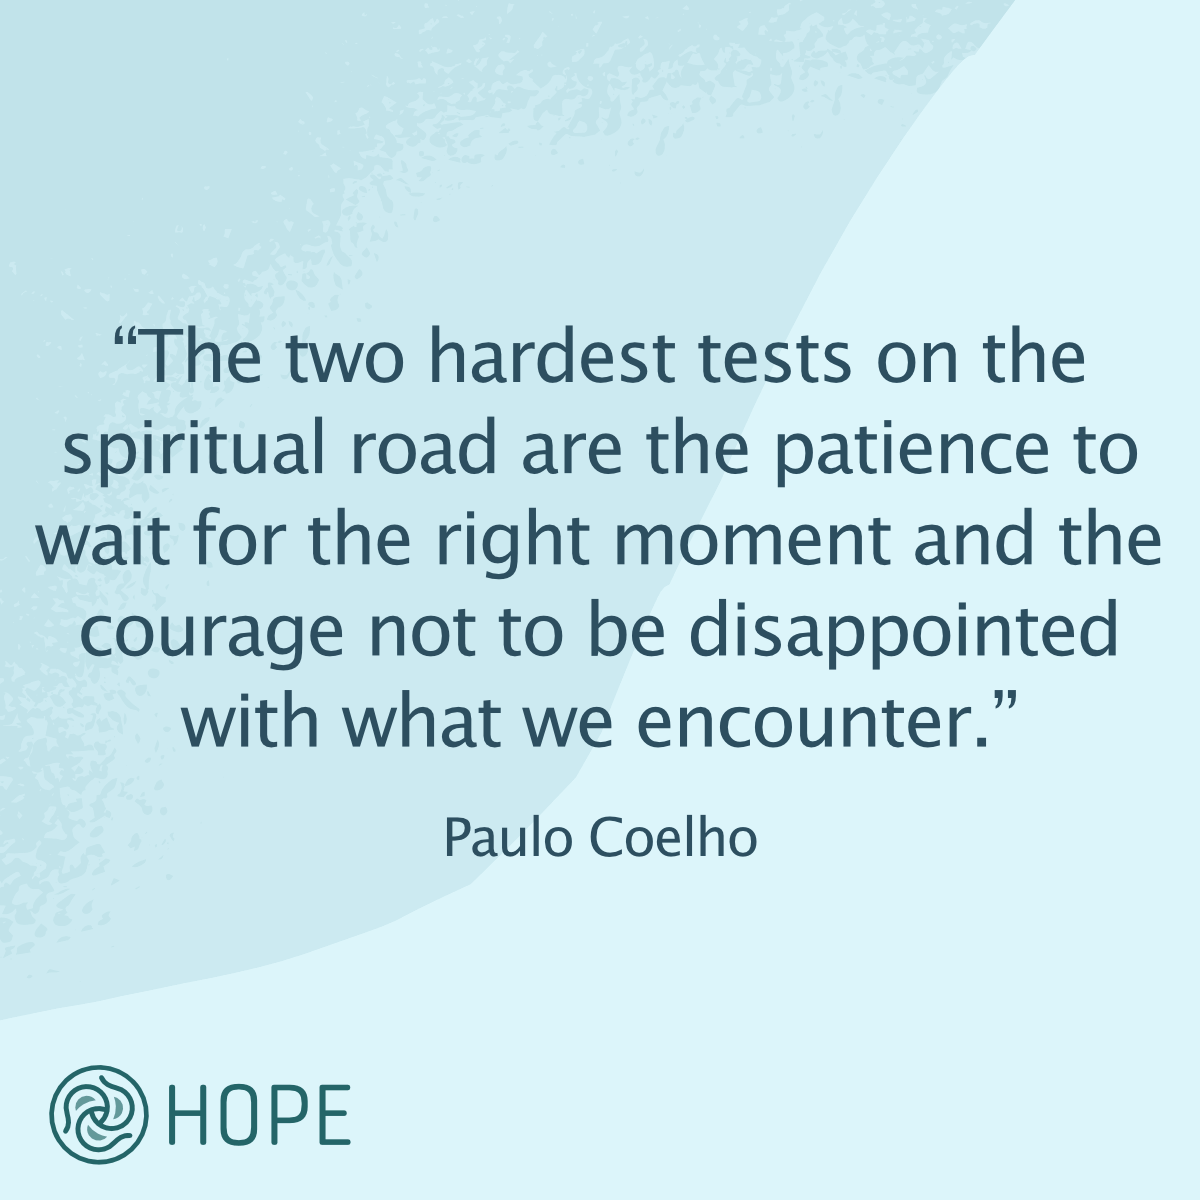 “The two hardest tests on the
spiritual road are the patience to
wait for the right moment and the
courage not to be disappointed
with what we encounter.”
Paulo Coelho
HOPE